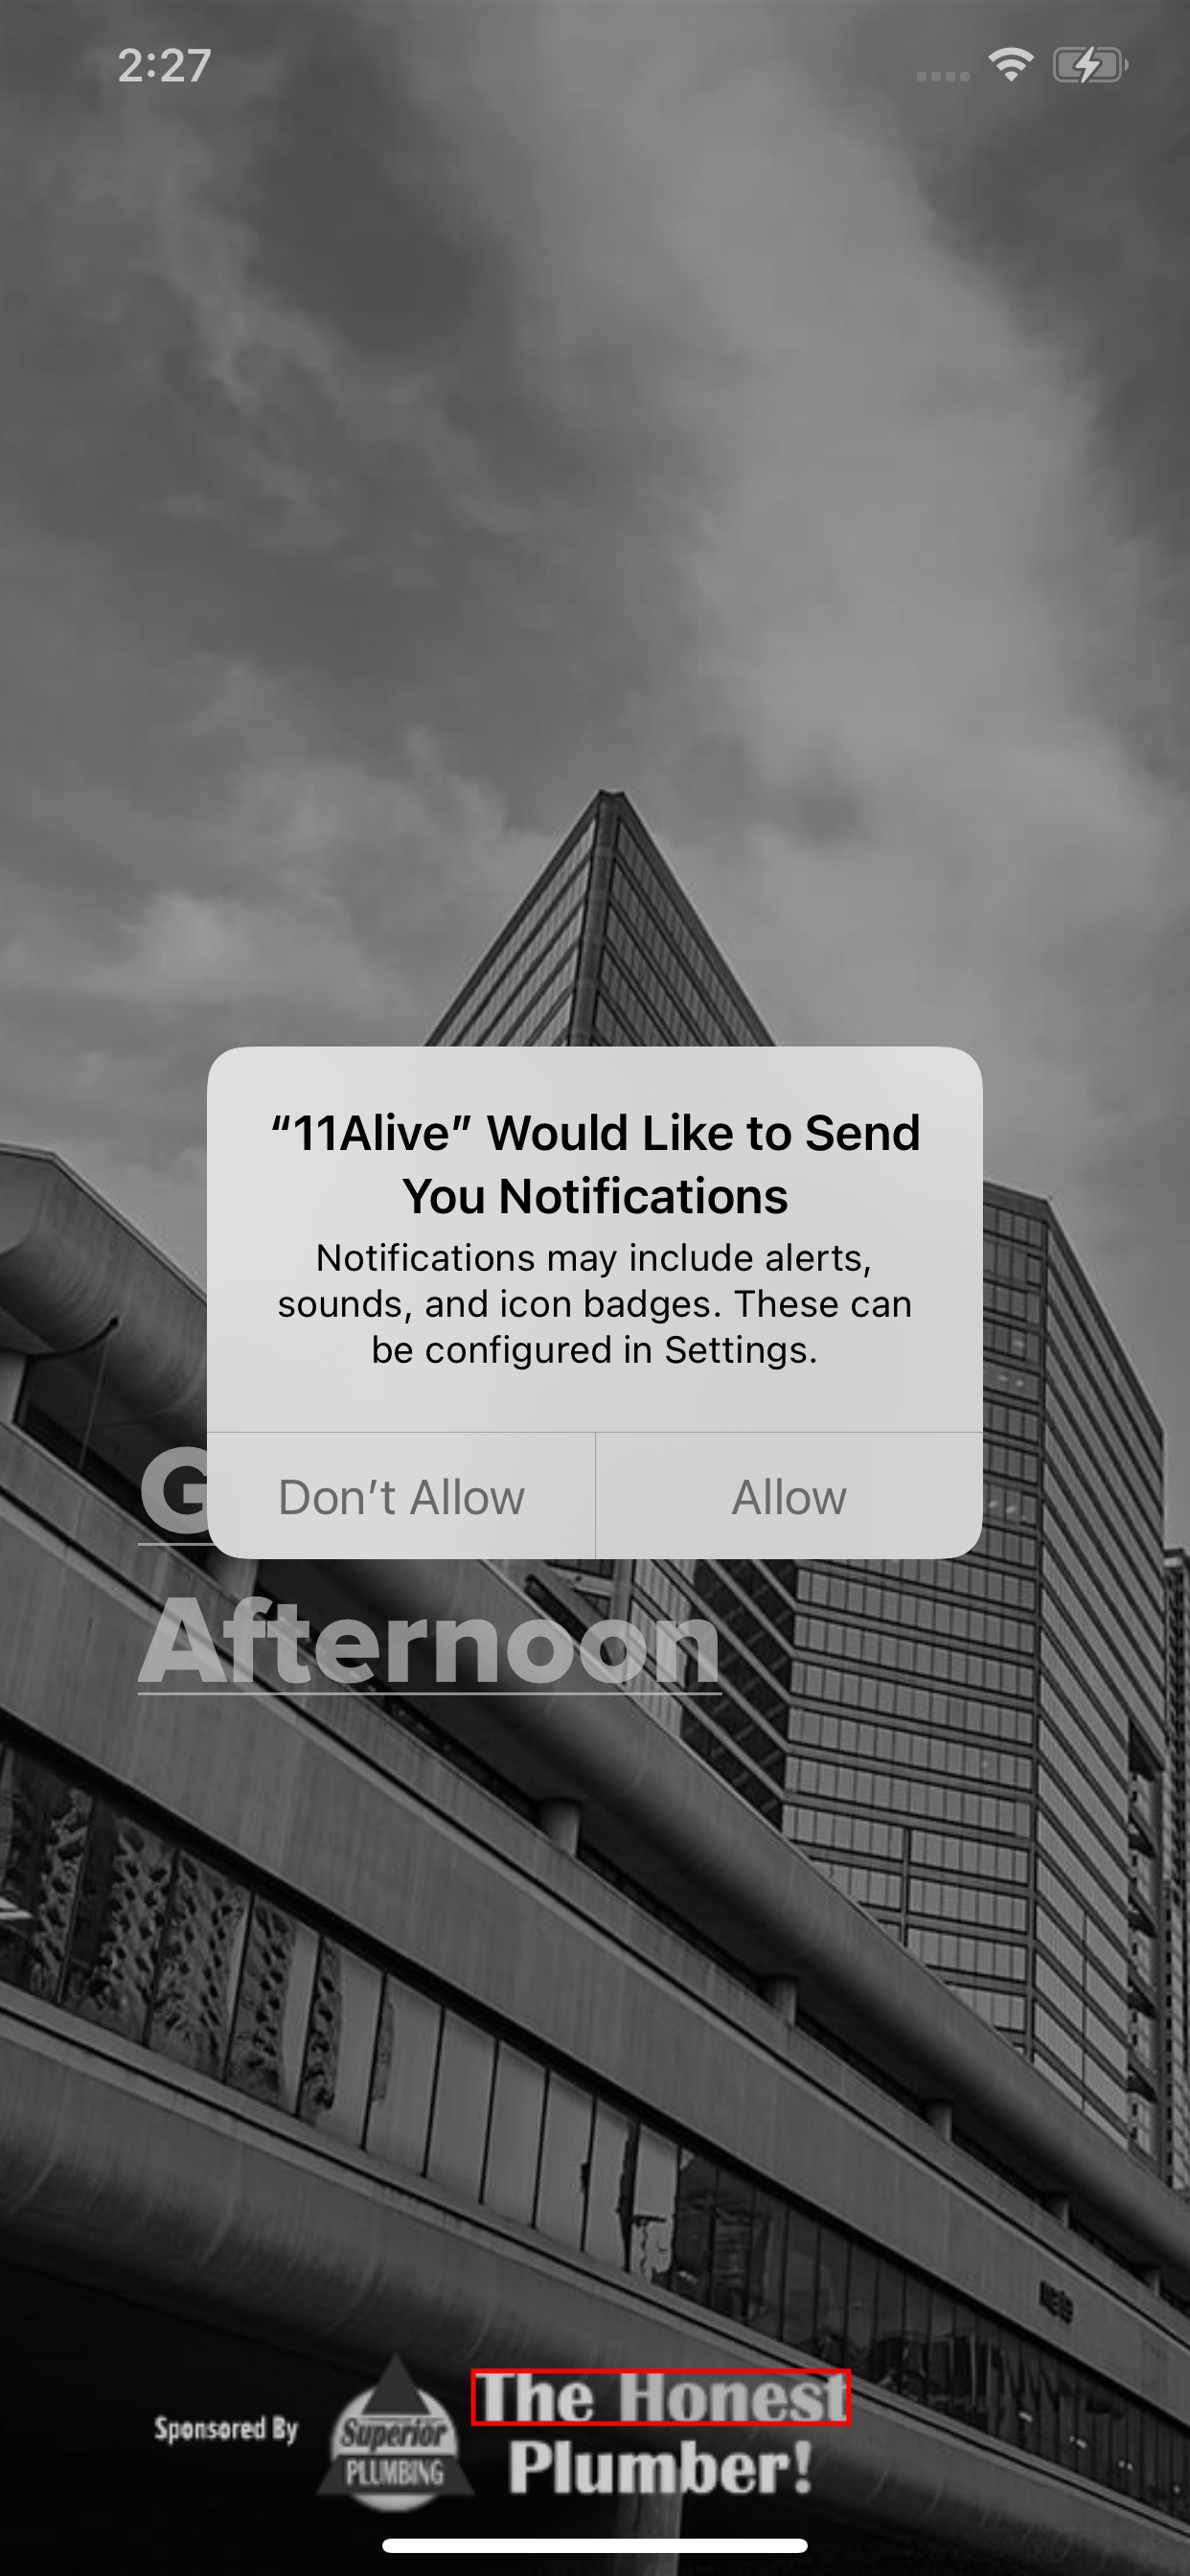 2:27
“11Alive” Would Like to Send
You Notifications
Notifications may include alerts,
sounds, and icon badges. These can
be configured in Settings.
Don’t Allow
Allow
G
Afternoon
Sponsored By
Superior
PLUMBING
The Honest
Plumber!